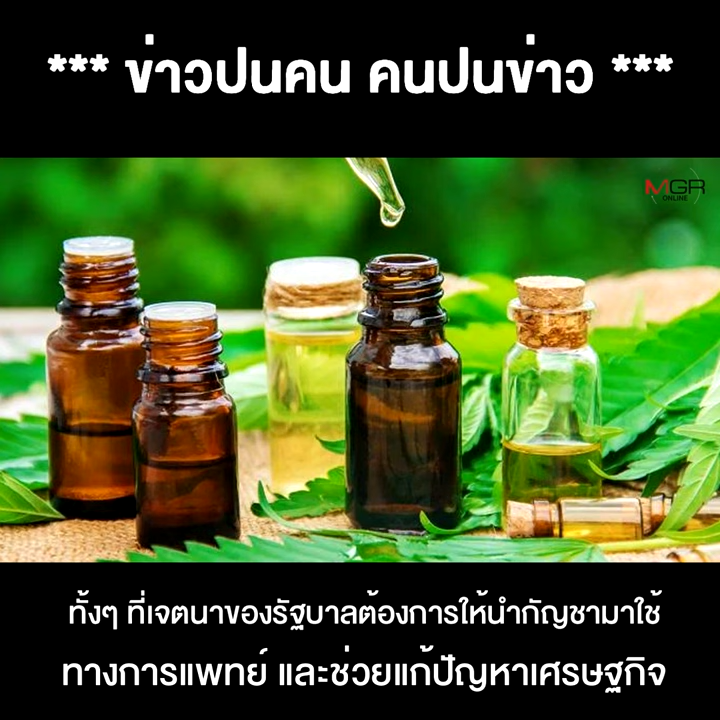 *** ข่าวปนคน คนปนข่าว ***
MGR
ONLINE
ทั้งๆ ที่เจตนาของรัฐบาลต้องการให้นำกัญชามาใช้
ทางการแพทย์ และช่วยแก้ปัญหาเศรษฐกิจ